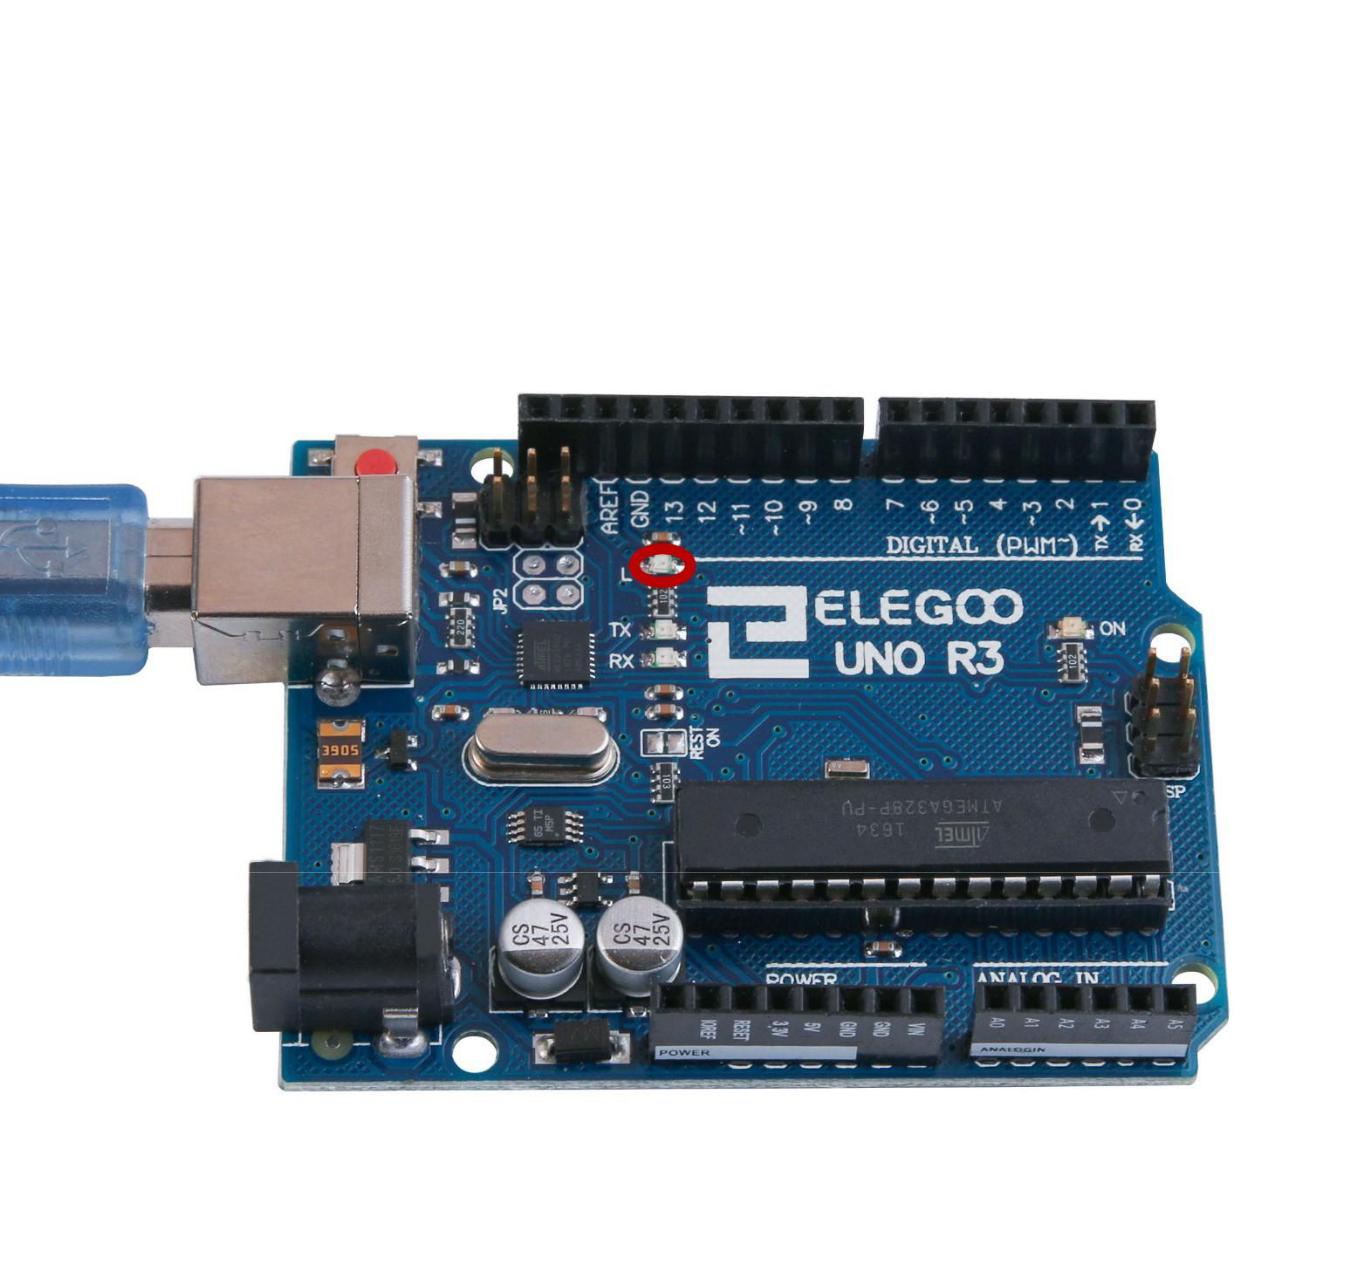 AREF
GND
13
12
~11
~10
~9
8
7
~6
~5
4
~3
2
TX→1
RX←0
DIGITAL (PWM~)
L
102
JP2
220
TX
RX
ELEGOO
UNO R3
ON
102
3905
REST
ON
103
ATMEGA328P-PU
1634
ATMEL
CS
47
25V
CS
47
25V
POWER
ANALOG IN
IOREF
RESET
3.3V
5V
GND
GND
VIN
POWER
A0
A1
A2
A3
A4
A5
ANALOGIN